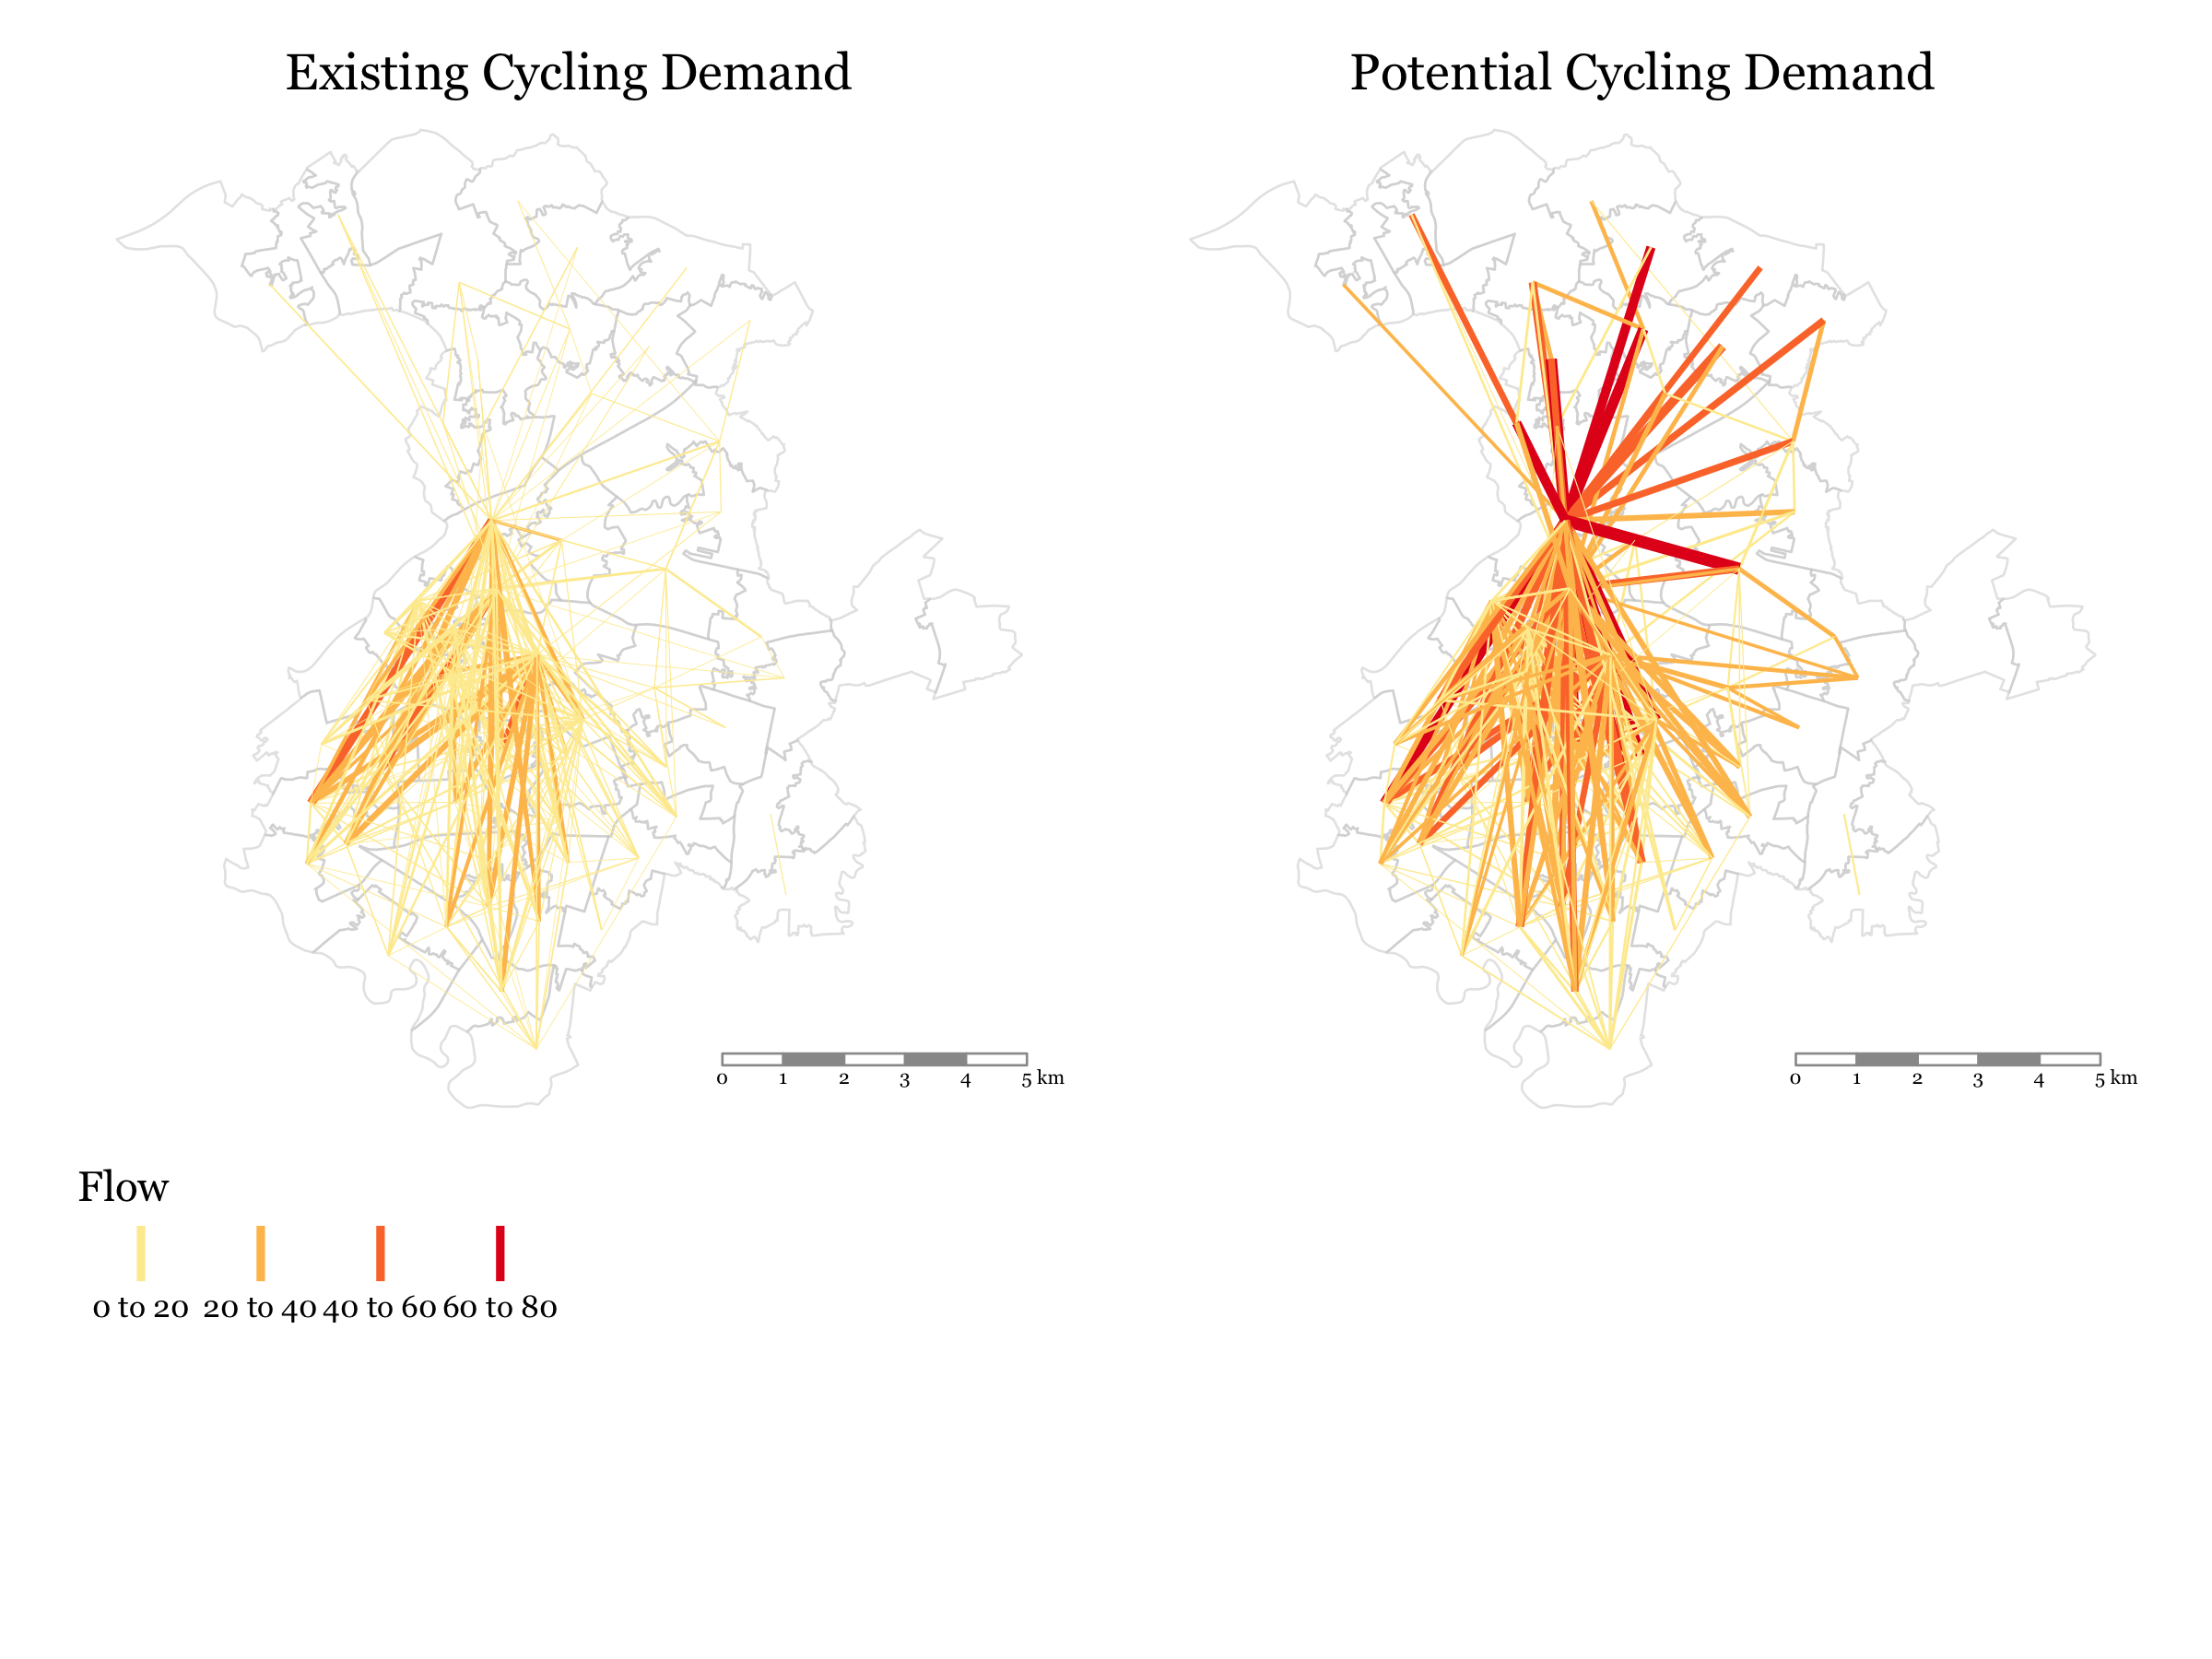 Existing Cycling Demand
Potential Cycling Demand
0 1 2 3 4 5 km
0 1 2 3 4 5 km
Flow
0 to 20 20 to 40 40 to 60 60 to 80